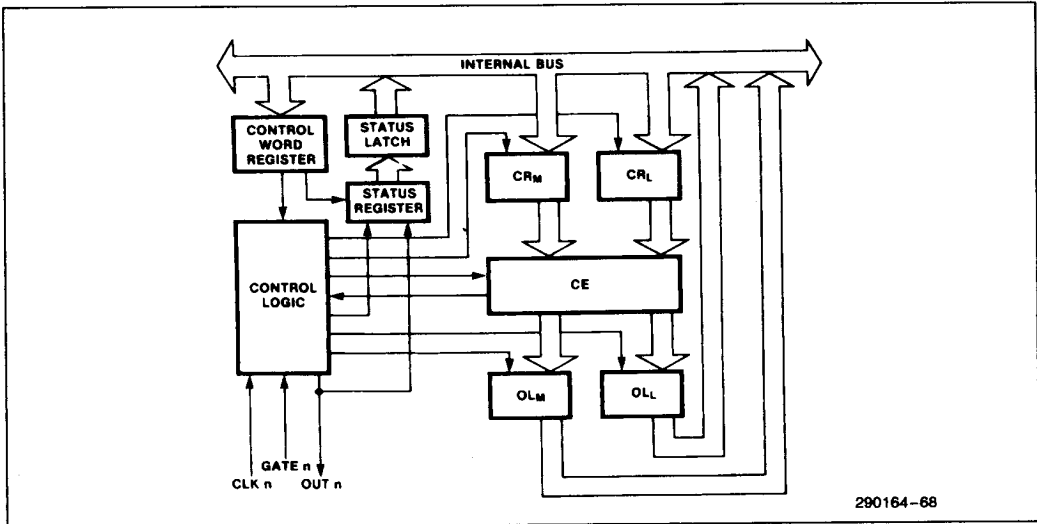 INTERNAL BUS
CONTROL
WORD
REGISTER
STATUS
LATCH
STATUS
REGISTER
CRM
CRL
CONTROL
LOGIC
CE
OLM
OLL
GATE n
CLK n
OUT n
290164-68